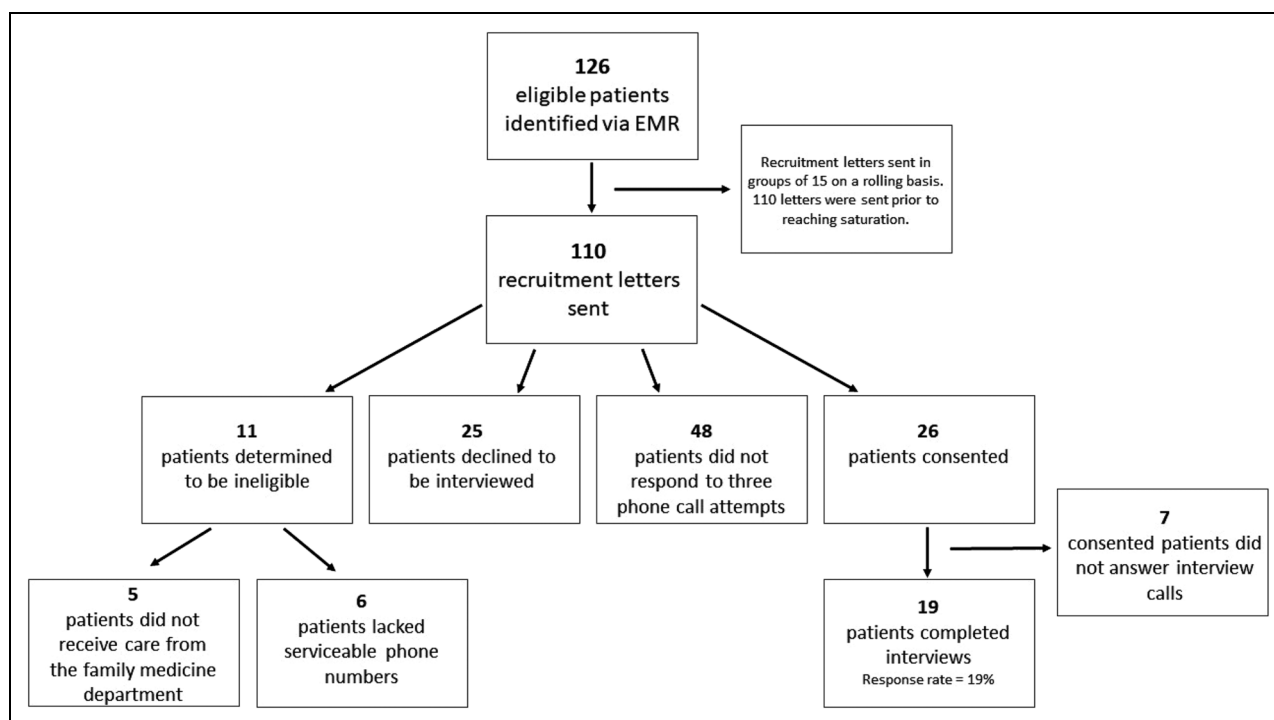 126
eligible patients
identified via EMR
Recruitment letters sent in
groups of 15 on a rolling basis.
110 letters were sent prior to
reaching saturation.
110
recruitment letters
sent
11
patients determined
to be ineligible
25
patients declined to
be interviewed
48
patients did not
respond to three
phone call attempts
26
patients consented
7
consented patients did
not answer interview
calls
5
patients did not
receive care from
the family medicine
department
6
patients lacked
serviceable phone
numbers
19
patients completed
interviews
Response rate = 19%